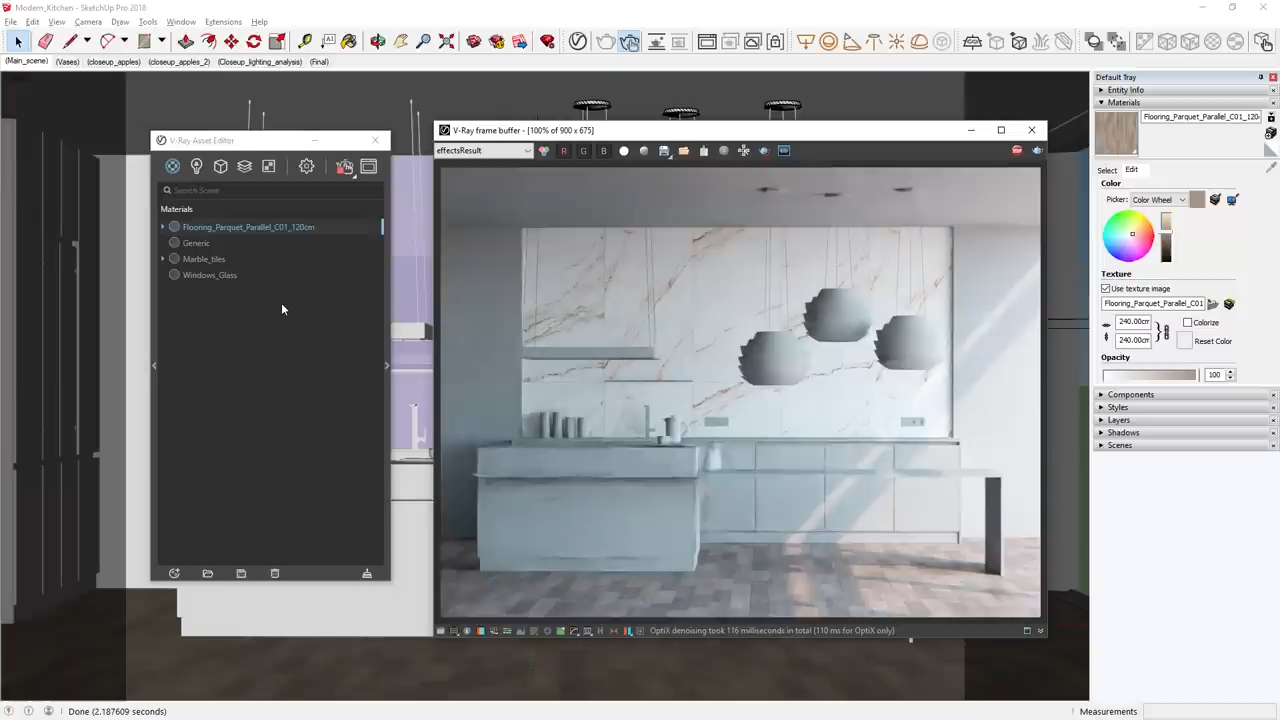 Modern_Kitchen - SketchUp Pro 2018
File Edit View Camera Draw Tools Window Extensions Help
(Main_scene) (Vases) (closeup_apples) (closeup_apples_2) (Closeup_lighting_analysis) (Final)
V-Ray Asset Editor
Search Scene
Materials
Flooring_Parquet_Parallel_C01_120cm
Generic
Marble_tiles
Windows_Glass
V-Ray frame buffer - [100% of 900 x 675]
effectsResult
R G B
OptiX denoising took 116 milliseconds in total (110 ms for OptiX only)
Default Tray
Entity Info
Materials
Flooring_Parquet_Parallel_C01_120
Select Edit
Color
Picker: Color Wheel
Texture
Use texture image
Flooring_Parquet_Parallel_C01
240.00cm
Colorize
240.00cm
Reset Color
Opacity
100
Components
Styles
Layers
Shadows
Scenes
Done (2.187609 seconds)
Measurements